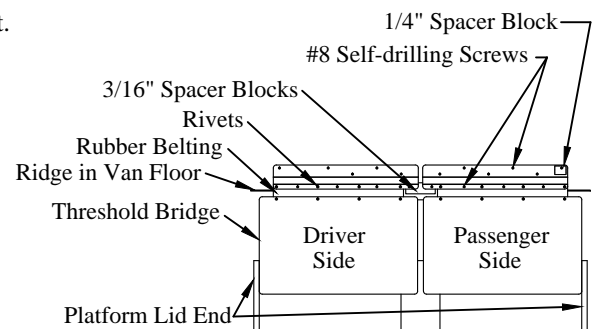 t.
1/4" Spacer Block
#8 Self-drilling Screws
3/16" Spacer Blocks
Rivets
Rubber Belting
Ridge in Van Floor
Threshold Bridge
Driver
Side
Passenger
Side
Platform Lid End